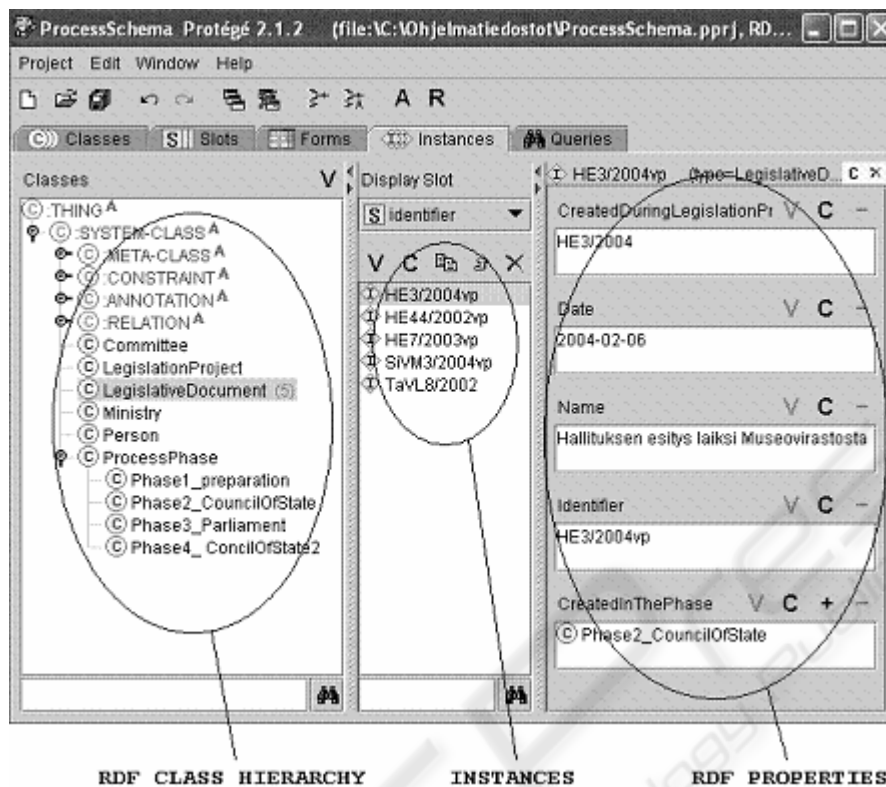 ProcessSchema Protégé 2.1.2 (file:\C:\Ohjelmatiedostot\ProcessSchema.pprj, RD...
Project Edit Window Help
A R
Classes Slots Forms Instances Queries
Classes V
:THING A
:SYSTEM-CLASS A
:META-CLASS A
:CONSTRAINT A
:ANNOTATION A
:RELATION A
Committee
LegislationProject
LegislativeDocument (5)
Ministry
Person
ProcessPhase
Phase1_preparation
Phase2_CouncilOfState
Phase3_Parliament
Phase4_ ConcilOfState2
Display Slot
S identifier
V C
HE3/2004vp
HE44/2002vp
HE7/2003vp
SiVM3/2004vp
TaVL8/2002
HE3/2004vp (type=LegislativeD... C ×
CreatedDuringLegislationPr V C −
HE3/2004
Date V C −
2004-02-06
Name V C −
Hallituksen esitys laiksi Museovirastosta
Identifier V C −
HE3/2004vp
CreatedInThePhase V C + −
Phase2_CouncilOfState
RDF CLASS HIERARCHY INSTANCES RDF PROPERTIES